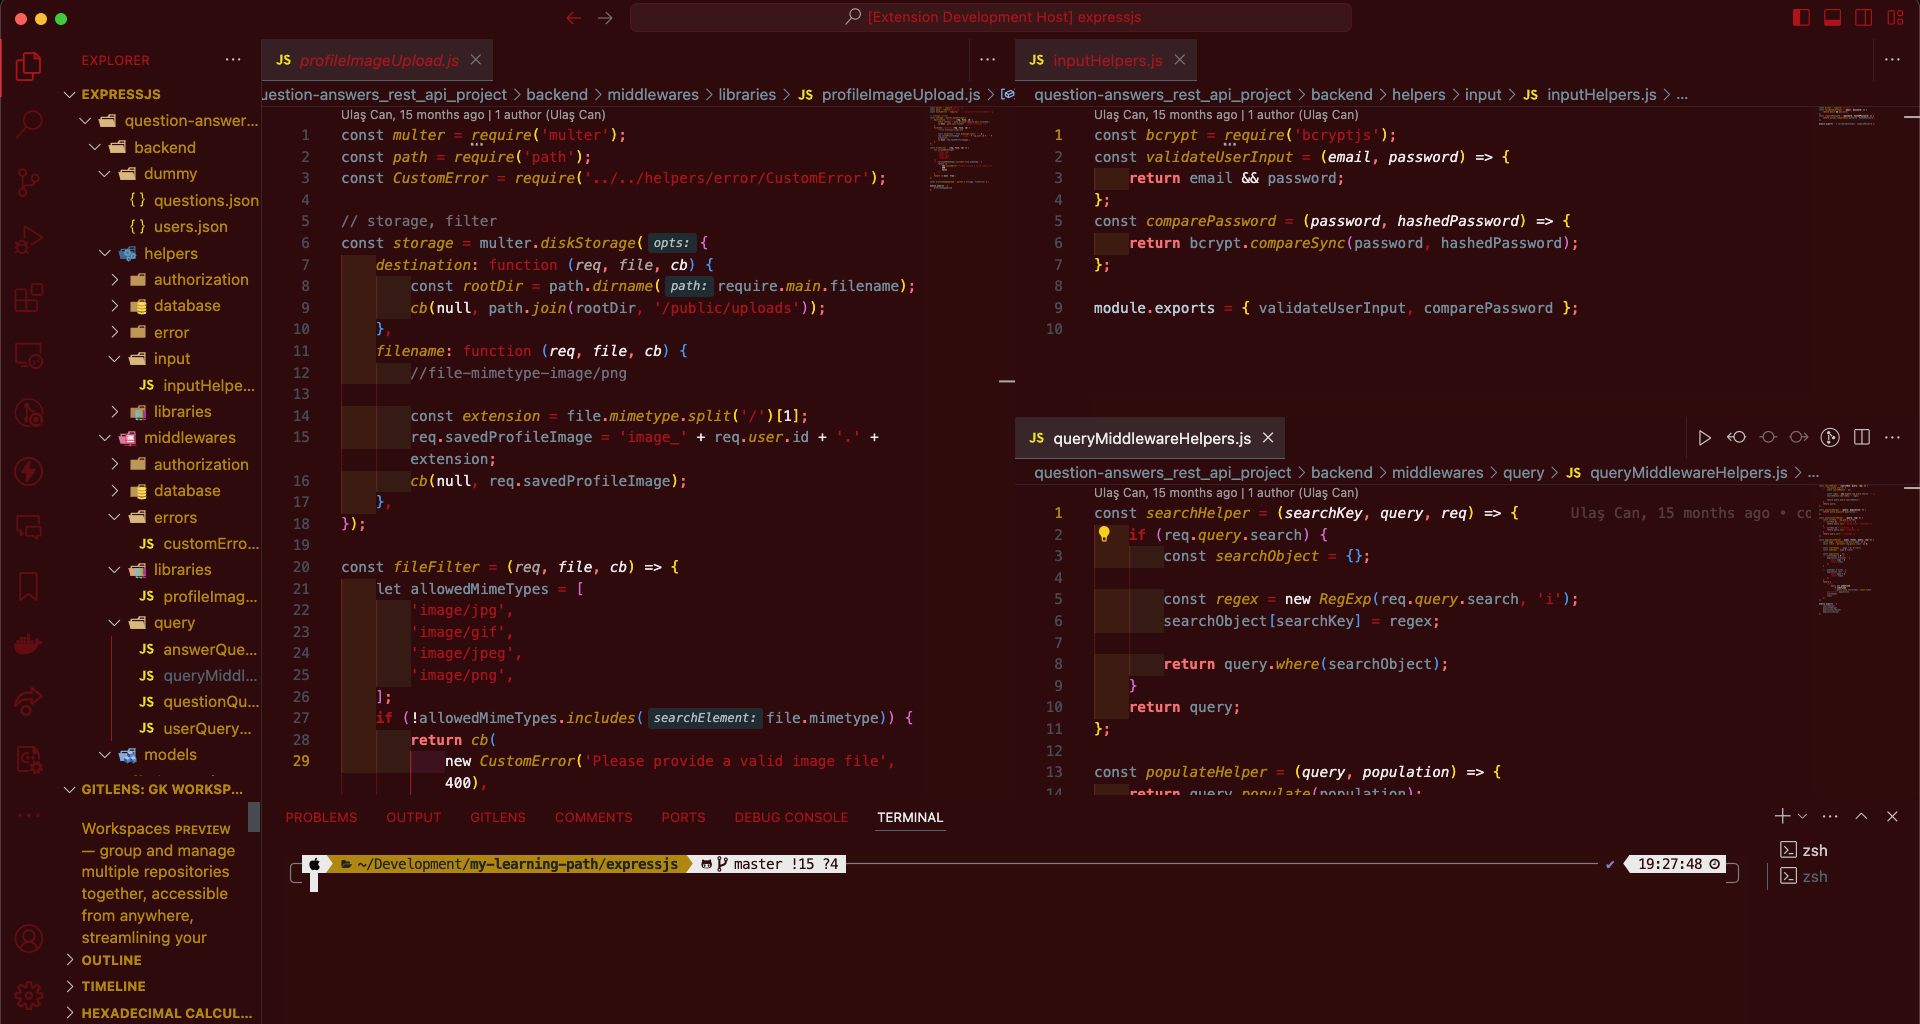 [Extension Development Host] expressjs
EXPLORER
EXPRESSJS
question-answer...
backend
dummy
{ } questions.json
{ } users.json
helpers
authorization
database
error
input
JS inputHelpe...
libraries
middlewares
authorization
database
errors
JS customErro...
libraries
JS profileImag...
query
JS answerQue...
JS queryMiddl...
JS questionQu...
JS userQuery...
models
GITLENS: GK WORKSP...
Workspaces PREVIEW
— group and manage
multiple repositories
together, accessible
from anywhere,
streamlining your
OUTLINE
TIMELINE
HEXADECIMAL CALCUL...
JS profileImageUpload.js
uestion-answers_rest_api_project > backend > middlewares > libraries > JS profileImageUpload.js >
Ulaş Can, 15 months ago | 1 author (Ulaş Can)
1 const multer = require('multer');
2 const path = require('path');
3 const CustomError = require('../../helpers/error/CustomError');
4
5 // storage, filter
6 const storage = multer.diskStorage( opts: {
7 destination: function (req, file, cb) {
8 const rootDir = path.dirname( path: require.main.filename);
9 cb(null, path.join(rootDir, '/public/uploads'));
10 },
11 filename: function (req, file, cb) {
12 //file-mimetype-image/png
13
14 const extension = file.mimetype.split('/')[1];
15 req.savedProfileImage = 'image_' + req.user.id + '.' +
extension;
16 cb(null, req.savedProfileImage);
17 },
18 });
19
20 const fileFilter = (req, file, cb) => {
21 let allowedMimeTypes = [
22 'image/jpg',
23 'image/gif',
24 'image/jpeg',
25 'image/png',
26 ];
27 if (!allowedMimeTypes.includes( searchElement: file.mimetype)) {
28 return cb(
29 new CustomError('Please provide a valid image file',
400),
JS inputHelpers.js
question-answers_rest_api_project > backend > helpers > input > JS inputHelpers.js > ...
Ulaş Can, 15 months ago | 1 author (Ulaş Can)
1 const bcrypt = require('bcryptjs');
2 const validateUserInput = (email, password) => {
3 return email && password;
4 };
5 const comparePassword = (password, hashedPassword) => {
6 return bcrypt.compareSync(password, hashedPassword);
7 };
8
9 module.exports = { validateUserInput, comparePassword };
10
JS queryMiddlewareHelpers.js
question-answers_rest_api_project > backend > middlewares > query > JS queryMiddlewareHelpers.js > ...
Ulaş Can, 15 months ago | 1 author (Ulaş Can)
1 const searchHelper = (searchKey, query, req) => { Ulaş Can, 15 months ago • co
2 if (req.query.search) {
3 const searchObject = {};
4
5 const regex = new RegExp(req.query.search, 'i');
6 searchObject[searchKey] = regex;
7
8 return query.where(searchObject);
9 }
10 return query;
11 };
12
13 const populateHelper = (query, population) => {
14 return query.populate(population);
PROBLEMS OUTPUT GITLENS COMMENTS PORTS DEBUG CONSOLE TERMINAL
~/Development/my-learning-path/expressjs master !15 ?4 ✔ 19:27:48
zsh
zsh